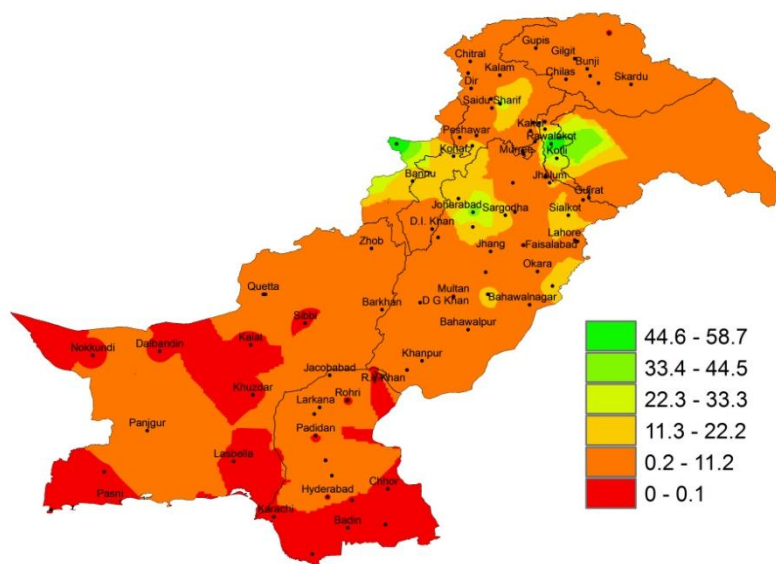 Gupis
Gilgit
Chitral
Bunji
Kalam
Chilas
Skardu
Dir
Saidu Sharif
Kakul
Peshawar
Rawalakot
Kohat
Murree
Kotli
Bannu
Jhelum
Gujrat
Joharabad
Sargodha
Sialkot
D.I. Khan
Lahore
Zhob
Jhang
Faisalabad
Okara
Quetta
Multan
Barkhan
D G Khan
Bahawalnagar
Sibbi
Bahawalpur
Nokkundi
Dalbandin
Kalat
Khanpur
Jacobabad
R.Y.Khan
Khuzdar
Larkana
Rohri
Panjgur
Padidan
Lasbella
Chhor
Pasni
Hyderabad
Karachi
Badin
44.6 - 58.7
33.4 - 44.5
22.3 - 33.3
11.3 - 22.2
0.2 - 11.2
0 - 0.1